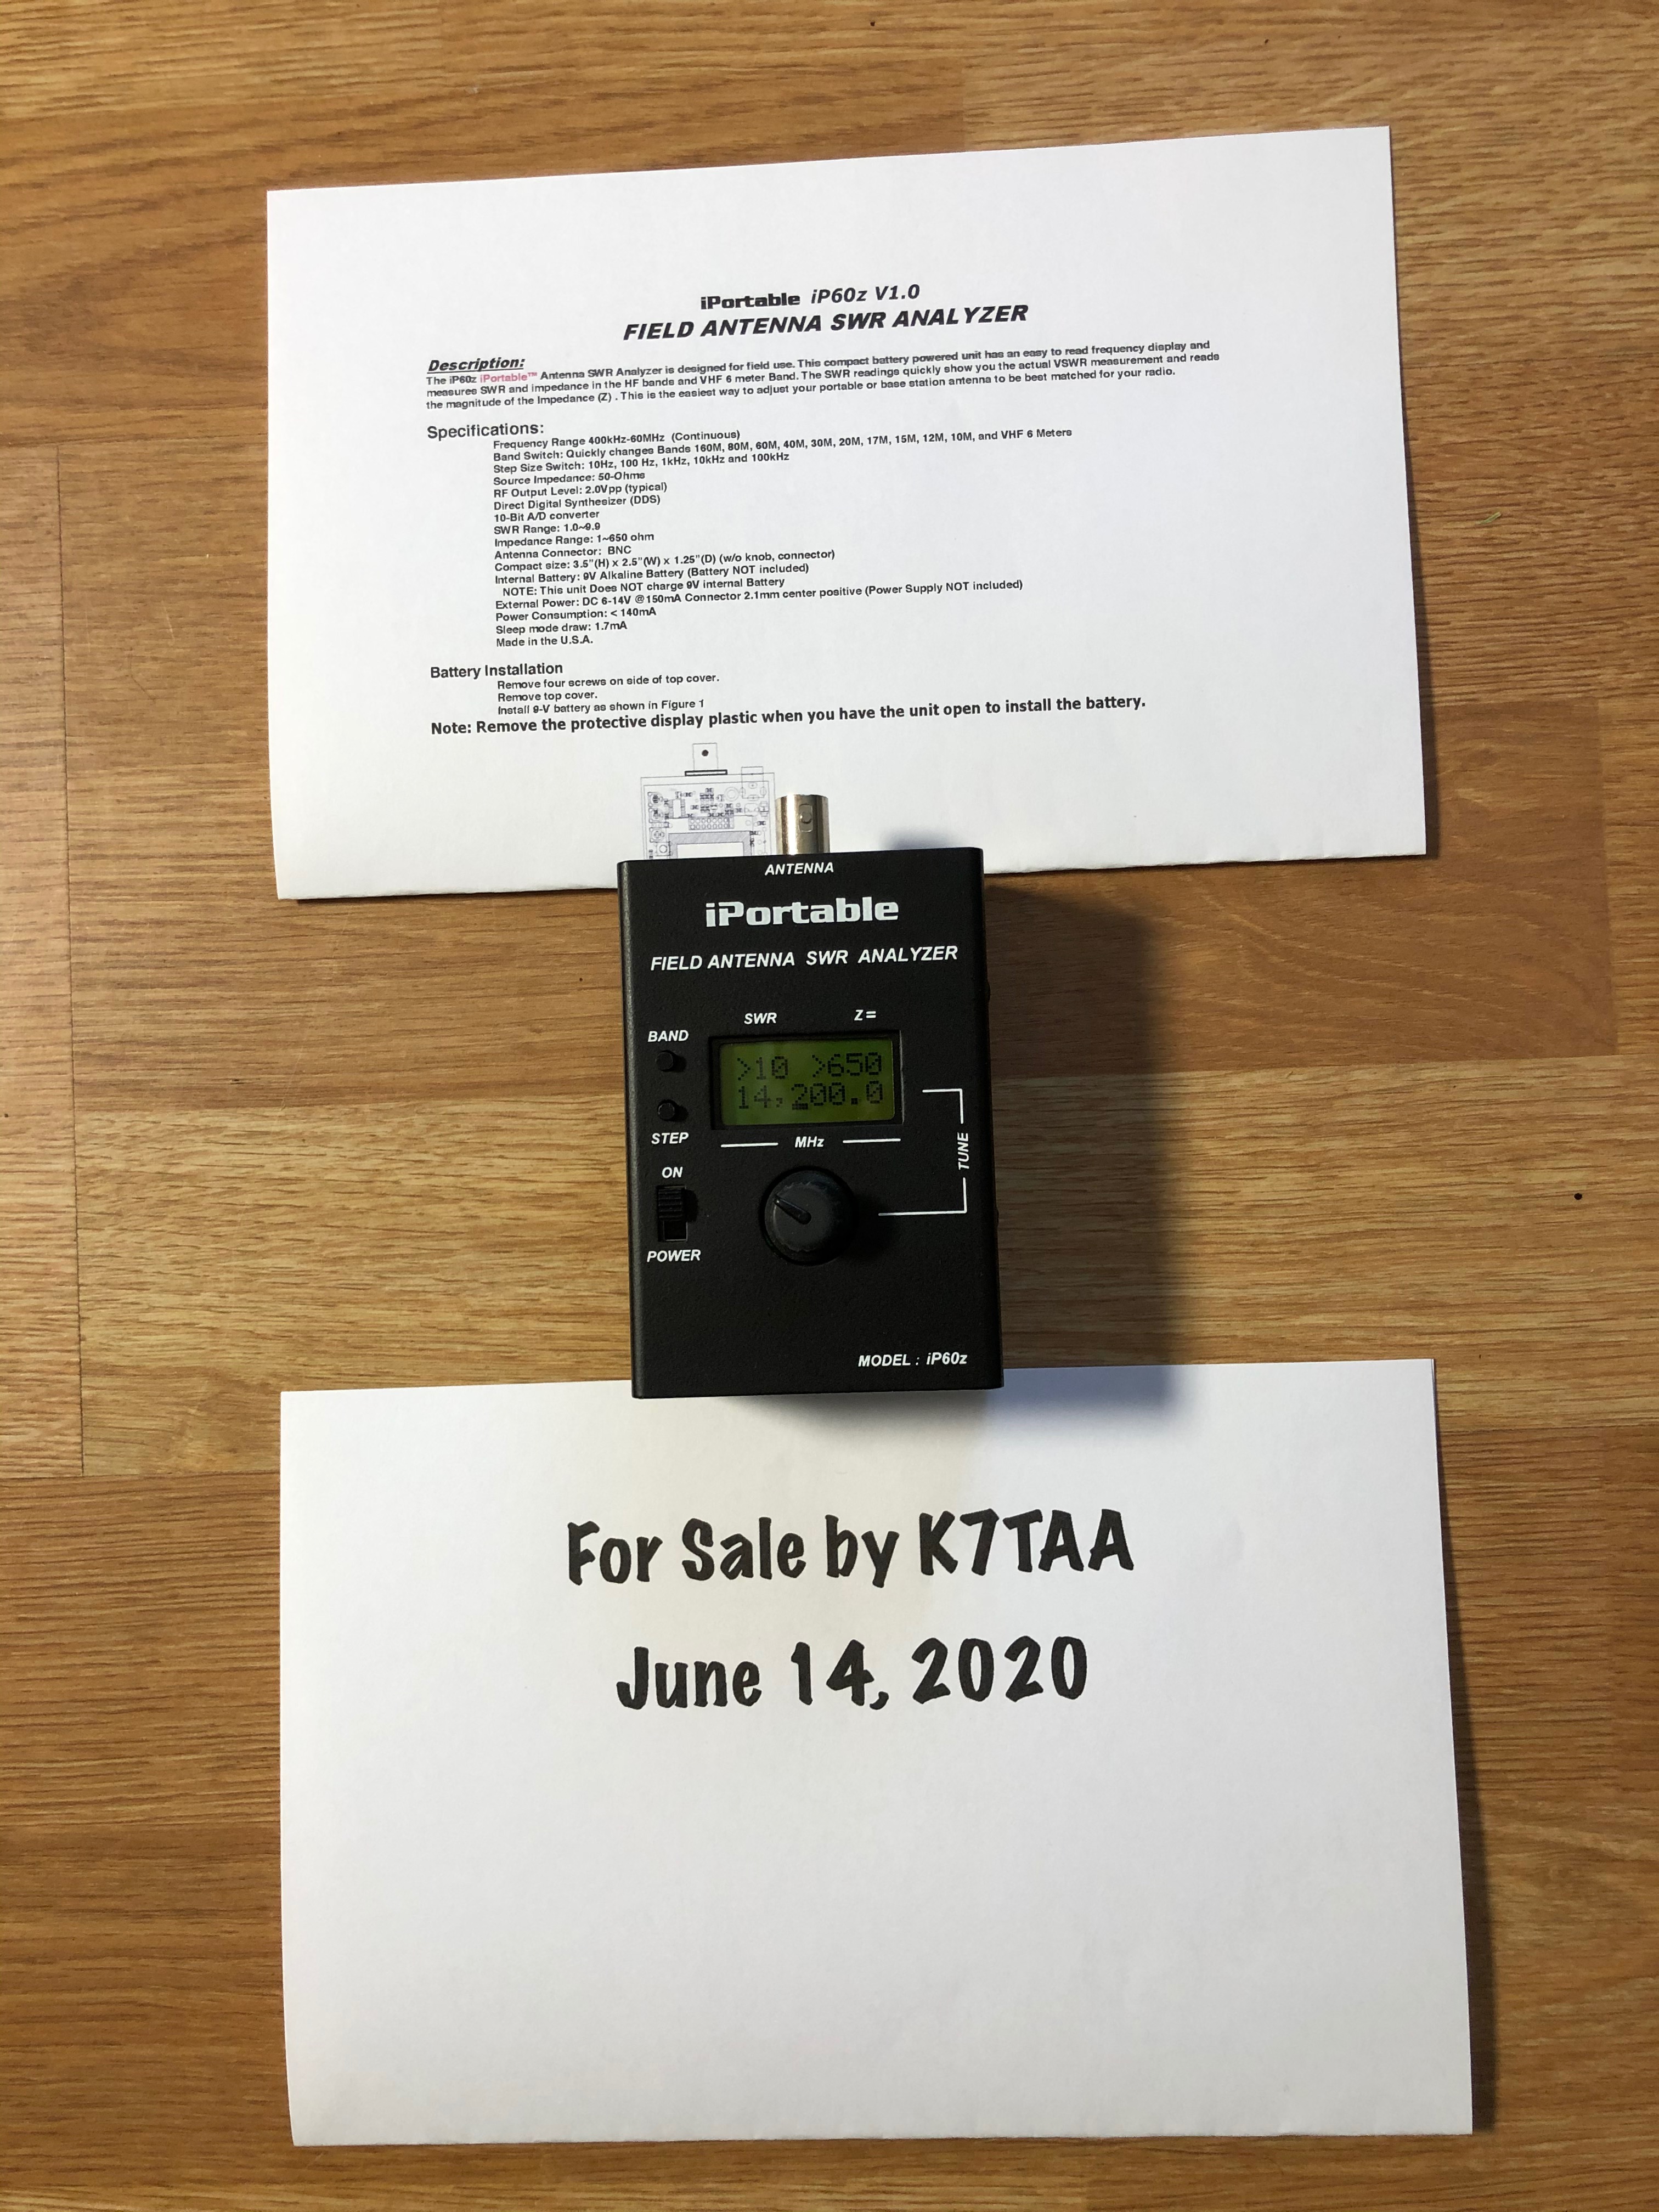 iPortable iP60z V1.0
FIELD ANTENNA SWR ANALYZER
Description:
The iP60z iPortable™ Antenna SWR Analyzer is designed for field use. This compact battery powered unit has an easy to read frequency display and
measures SWR and impedance in the HF bands and VHF 6 meter Band. The SWR readings quickly show you the actual VSWR measurement and reads
the magnitude of the Impedance (Z) . This is the easiest way to adjust your portable or base station antenna to be best matched for your radio.
Specifications:
Frequency Range 400kHz-60MHz (Continuous)
Band Switch: Quickly changes Bands 160M, 80M, 60M, 40M, 30M, 20M, 17M, 15M, 12M, 10M, and VHF 6 Meters
Step Size Switch: 10Hz, 100 Hz, 1kHz, 10kHz and 100kHz
Source Impedance: 50-Ohms
RF Output Level: 2.0Vpp (typical)
Direct Digital Synthesizer (DDS)
10-Bit A/D converter
SWR Range: 1.0~9.9
Impedance Range: 1~650 ohm
Antenna Connector: BNC
Compact size: 3.5"(H) x 2.5"(W) x 1.25"(D) (w/o knob, connector)
Internal Battery: 9V Alkaline Battery (Battery NOT included)
NOTE: This unit Does NOT charge 9V internal Battery
External Power: DC 6-14V @150mA Connector 2.1mm center positive (Power Supply NOT included)
Power Consumption: < 140mA
Sleep mode draw: 1.7mA
Made in the U.S.A.
Battery Installation
Remove four screws on side of top cover.
Remove top cover.
Install 9-V battery as shown in Figure 1
Note: Remove the protective display plastic when you have the unit open to install the battery.
ANTENNA
iPortable
FIELD ANTENNA SWR ANALYZER
SWR Z=
BAND
>10 >650
14,200.0
STEP
MHz
TUNE
ON
POWER
MODEL : iP60z
For Sale by K7TAA
June 14, 2020